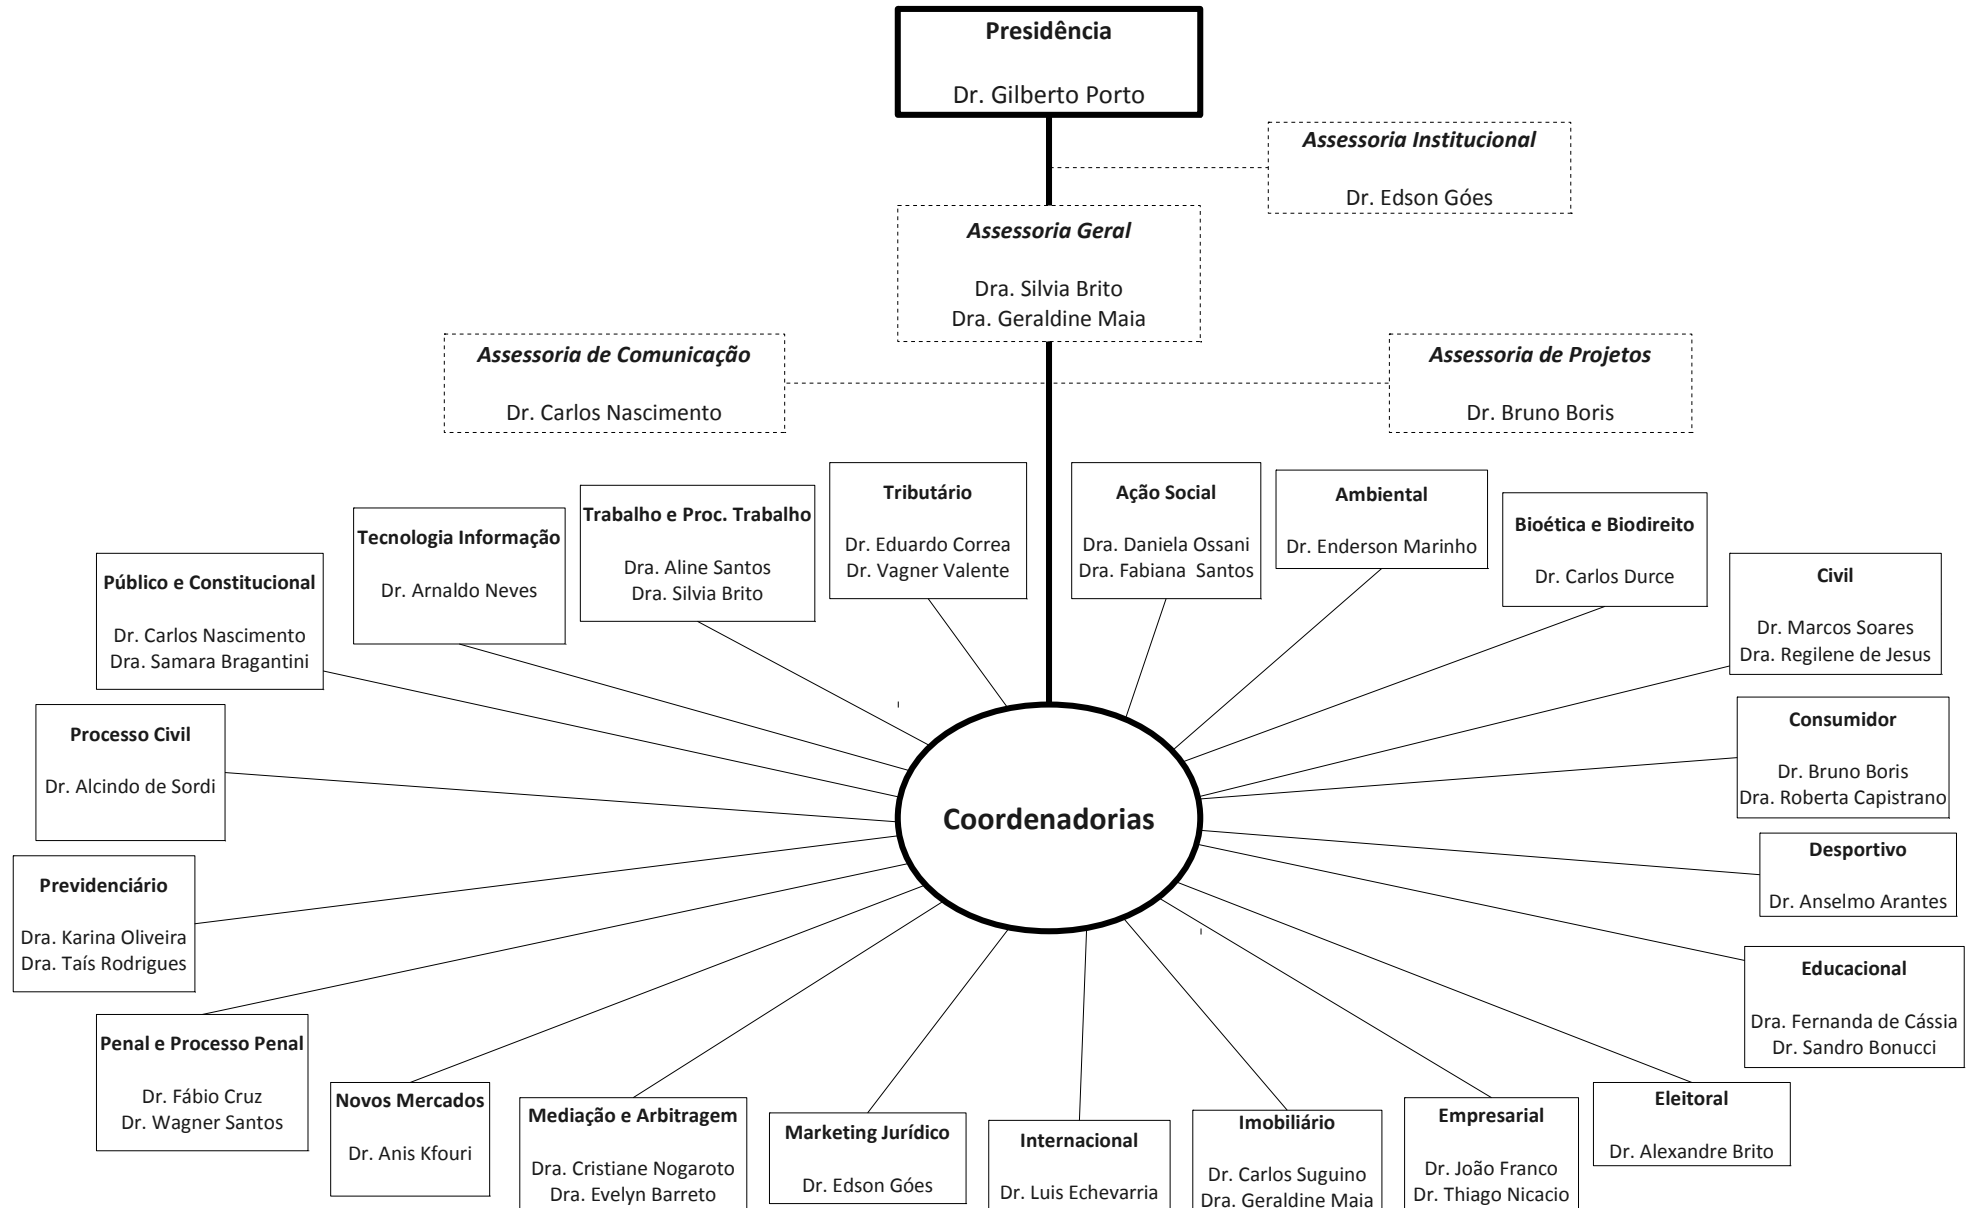 Presidência
Dr. Gilberto Porto
Assessoria Institucional
Dr. Edson Góes
Assessoria Geral
Dra. Silvia Brito
Dra. Geraldine Maia
Assessoria de Comunicação
Dr. Carlos Nascimento
Assessoria de Projetos
Dr. Bruno Boris
Tributário
Dr. Eduardo Correa
Dr. Vagner Valente
Ação Social
Dra. Daniela Ossani
Dra. Fabiana Santos
Ambiental
Dr. Enderson Marinho
Bioética e Biodireito
Dr. Carlos Durce
Civil
Dr. Marcos Soares
Dra. Regilene de Jesus
Consumidor
Dr. Bruno Boris
Dra. Roberta Capistrano
Desportivo
Dr. Anselmo Arantes
Educacional
Dra. Fernanda de Cássia
Dr. Sandro Bonucci
Eleitoral
Dr. Alexandre Brito
Empresarial
Dr. João Franco
Dr. Thiago Nicacio
Imobiliário
Dr. Carlos Suguino
Dra. Geraldine Maia
Internacional
Dr. Luis Echevarria
Marketing Jurídico
Dr. Edson Góes
Mediação e Arbitragem
Dra. Cristiane Nogaroto
Dra. Evelyn Barreto
Novos Mercados
Dr. Anis Kfouri
Penal e Processo Penal
Dr. Fábio Cruz
Dr. Wagner Santos
Previdenciário
Dra. Karina Oliveira
Dra. Taís Rodrigues
Processo Civil
Dr. Alcindo de Sordi
Público e Constitucional
Dr. Carlos Nascimento
Dra. Samara Bragantini
Tecnologia Informação
Dr. Arnaldo Neves
Trabalho e Proc. Trabalho
Dra. Aline Santos
Dra. Silvia Brito
Coordenadorias